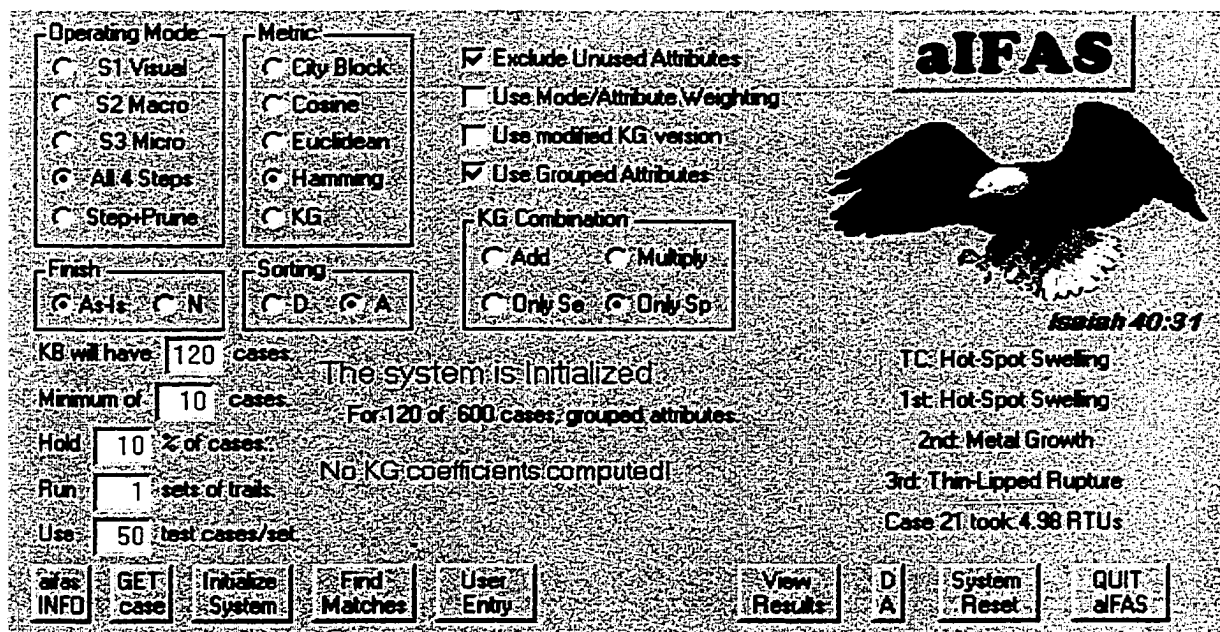 Operating Mode
S1 Visual
S2 Macro
S3 Micro
All 4 Steps
Step+Prune
Metric
City Block
Cosine
Euclidean
Hamming
KG
Exclude Unused Attributes
Use Mode/Attribute Weighting
Use modified KG version
Use Grouped Attributes
KG Combination
Add
Multiply
Only Se
Only Sp
Finish
As-Is
N
Sorting
D
A
aIFAS
Isaiah 40:31
KB will have 120 cases.
Minimum of 10 cases.
Hold 10 % of cases.
Run 1 sets of trails.
Use 50 test cases/set
The system is Initialized
For 120 of 600 cases, grouped attributes
No KG coefficients computed!
TC: Hot-Spot Swelling
1st: Hot-Spot Swelling
2nd: Metal Growth
3rd: Thin-Lipped Rupture
Case 21 took 4.98 RTUs
aifas INFO
GET case
Initialize System
Find Matches
User Entry
View Results
D A
System Reset
QUIT aIFAS